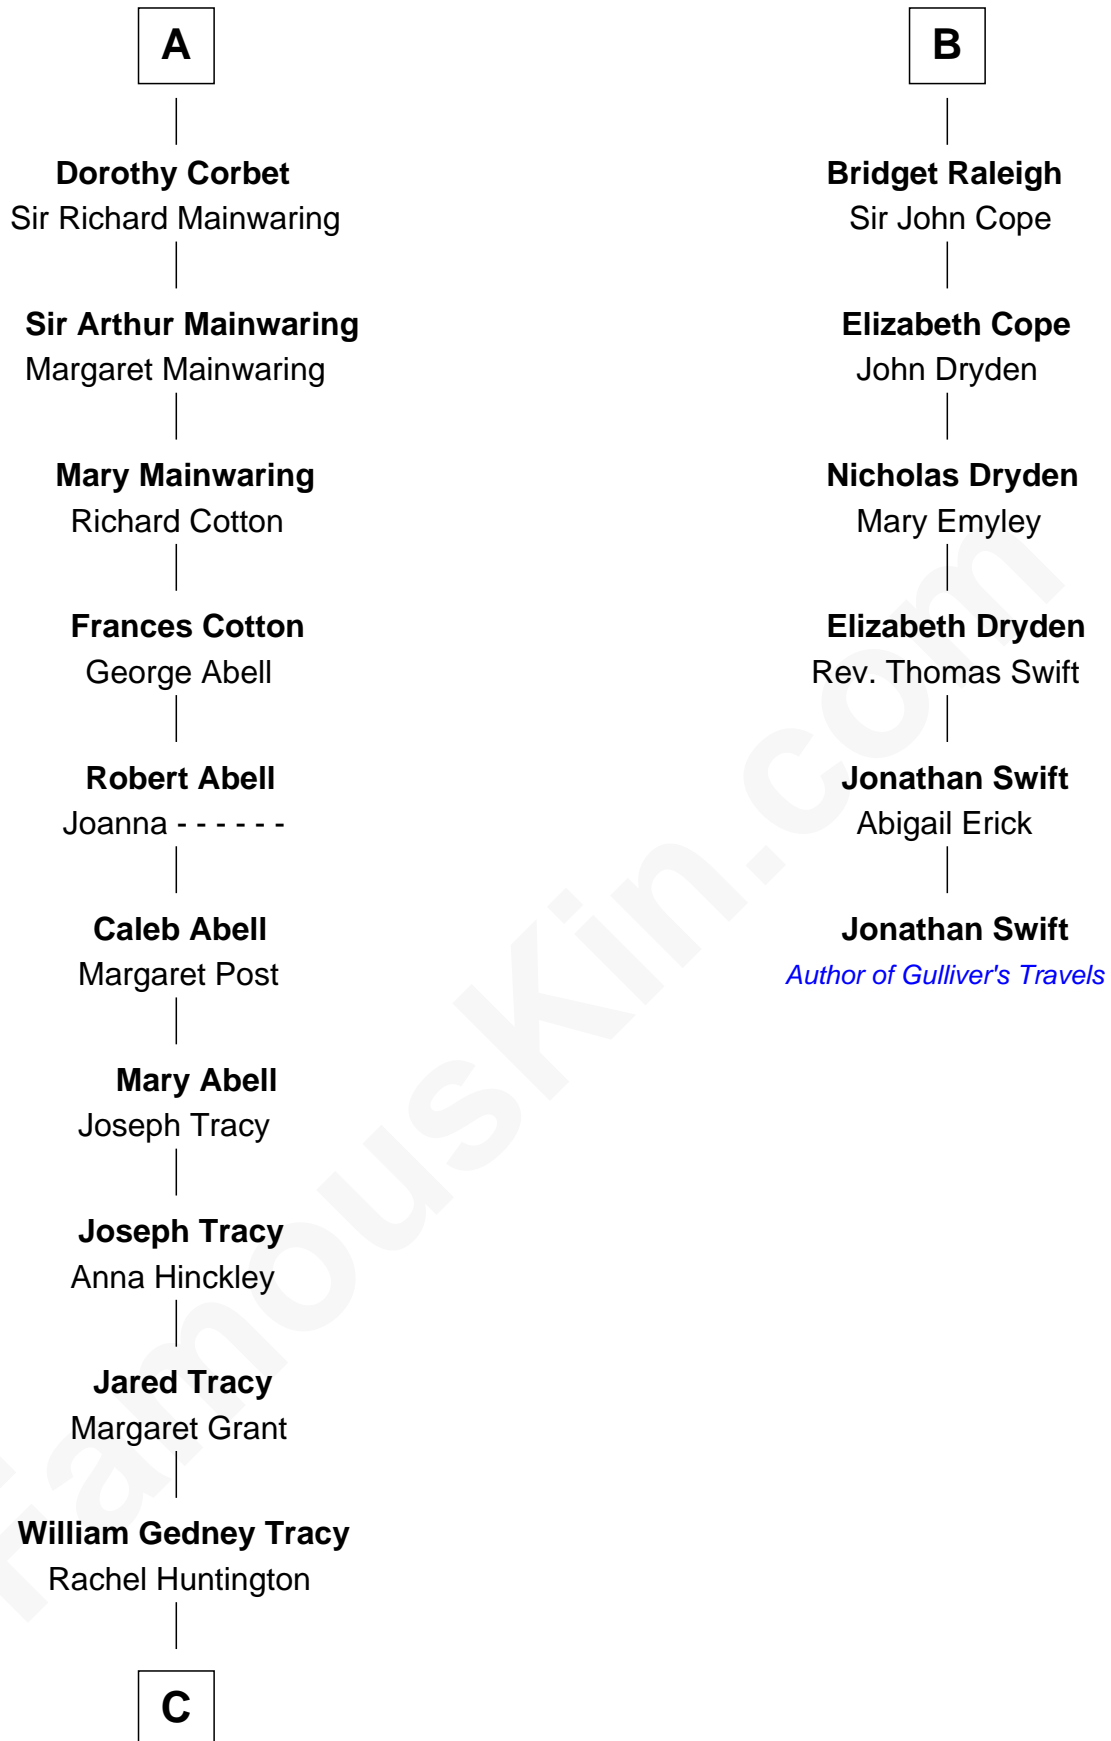 A
Dorothy Corbet
Sir Richard Mainwaring
Sir Arthur Mainwaring
Margaret Mainwaring
Mary Mainwaring
Richard Cotton
Frances Cotton
George Abell
Robert Abell
Joanna - - - - - -
Caleb Abell
Margaret Post
Mary Abell
Joseph Tracy
Joseph Tracy
Anna Hinckley
Jared Tracy
Margaret Grant
William Gedney Tracy
Rachel Huntington
C
B
Bridget Raleigh
Sir John Cope
Elizabeth Cope
John Dryden
Nicholas Dryden
Mary Emyley
Elizabeth Dryden
Rev. Thomas Swift
Jonathan Swift
Abigail Erick
Jonathan Swift
Author of Gulliver's Travels
FamousKin.com